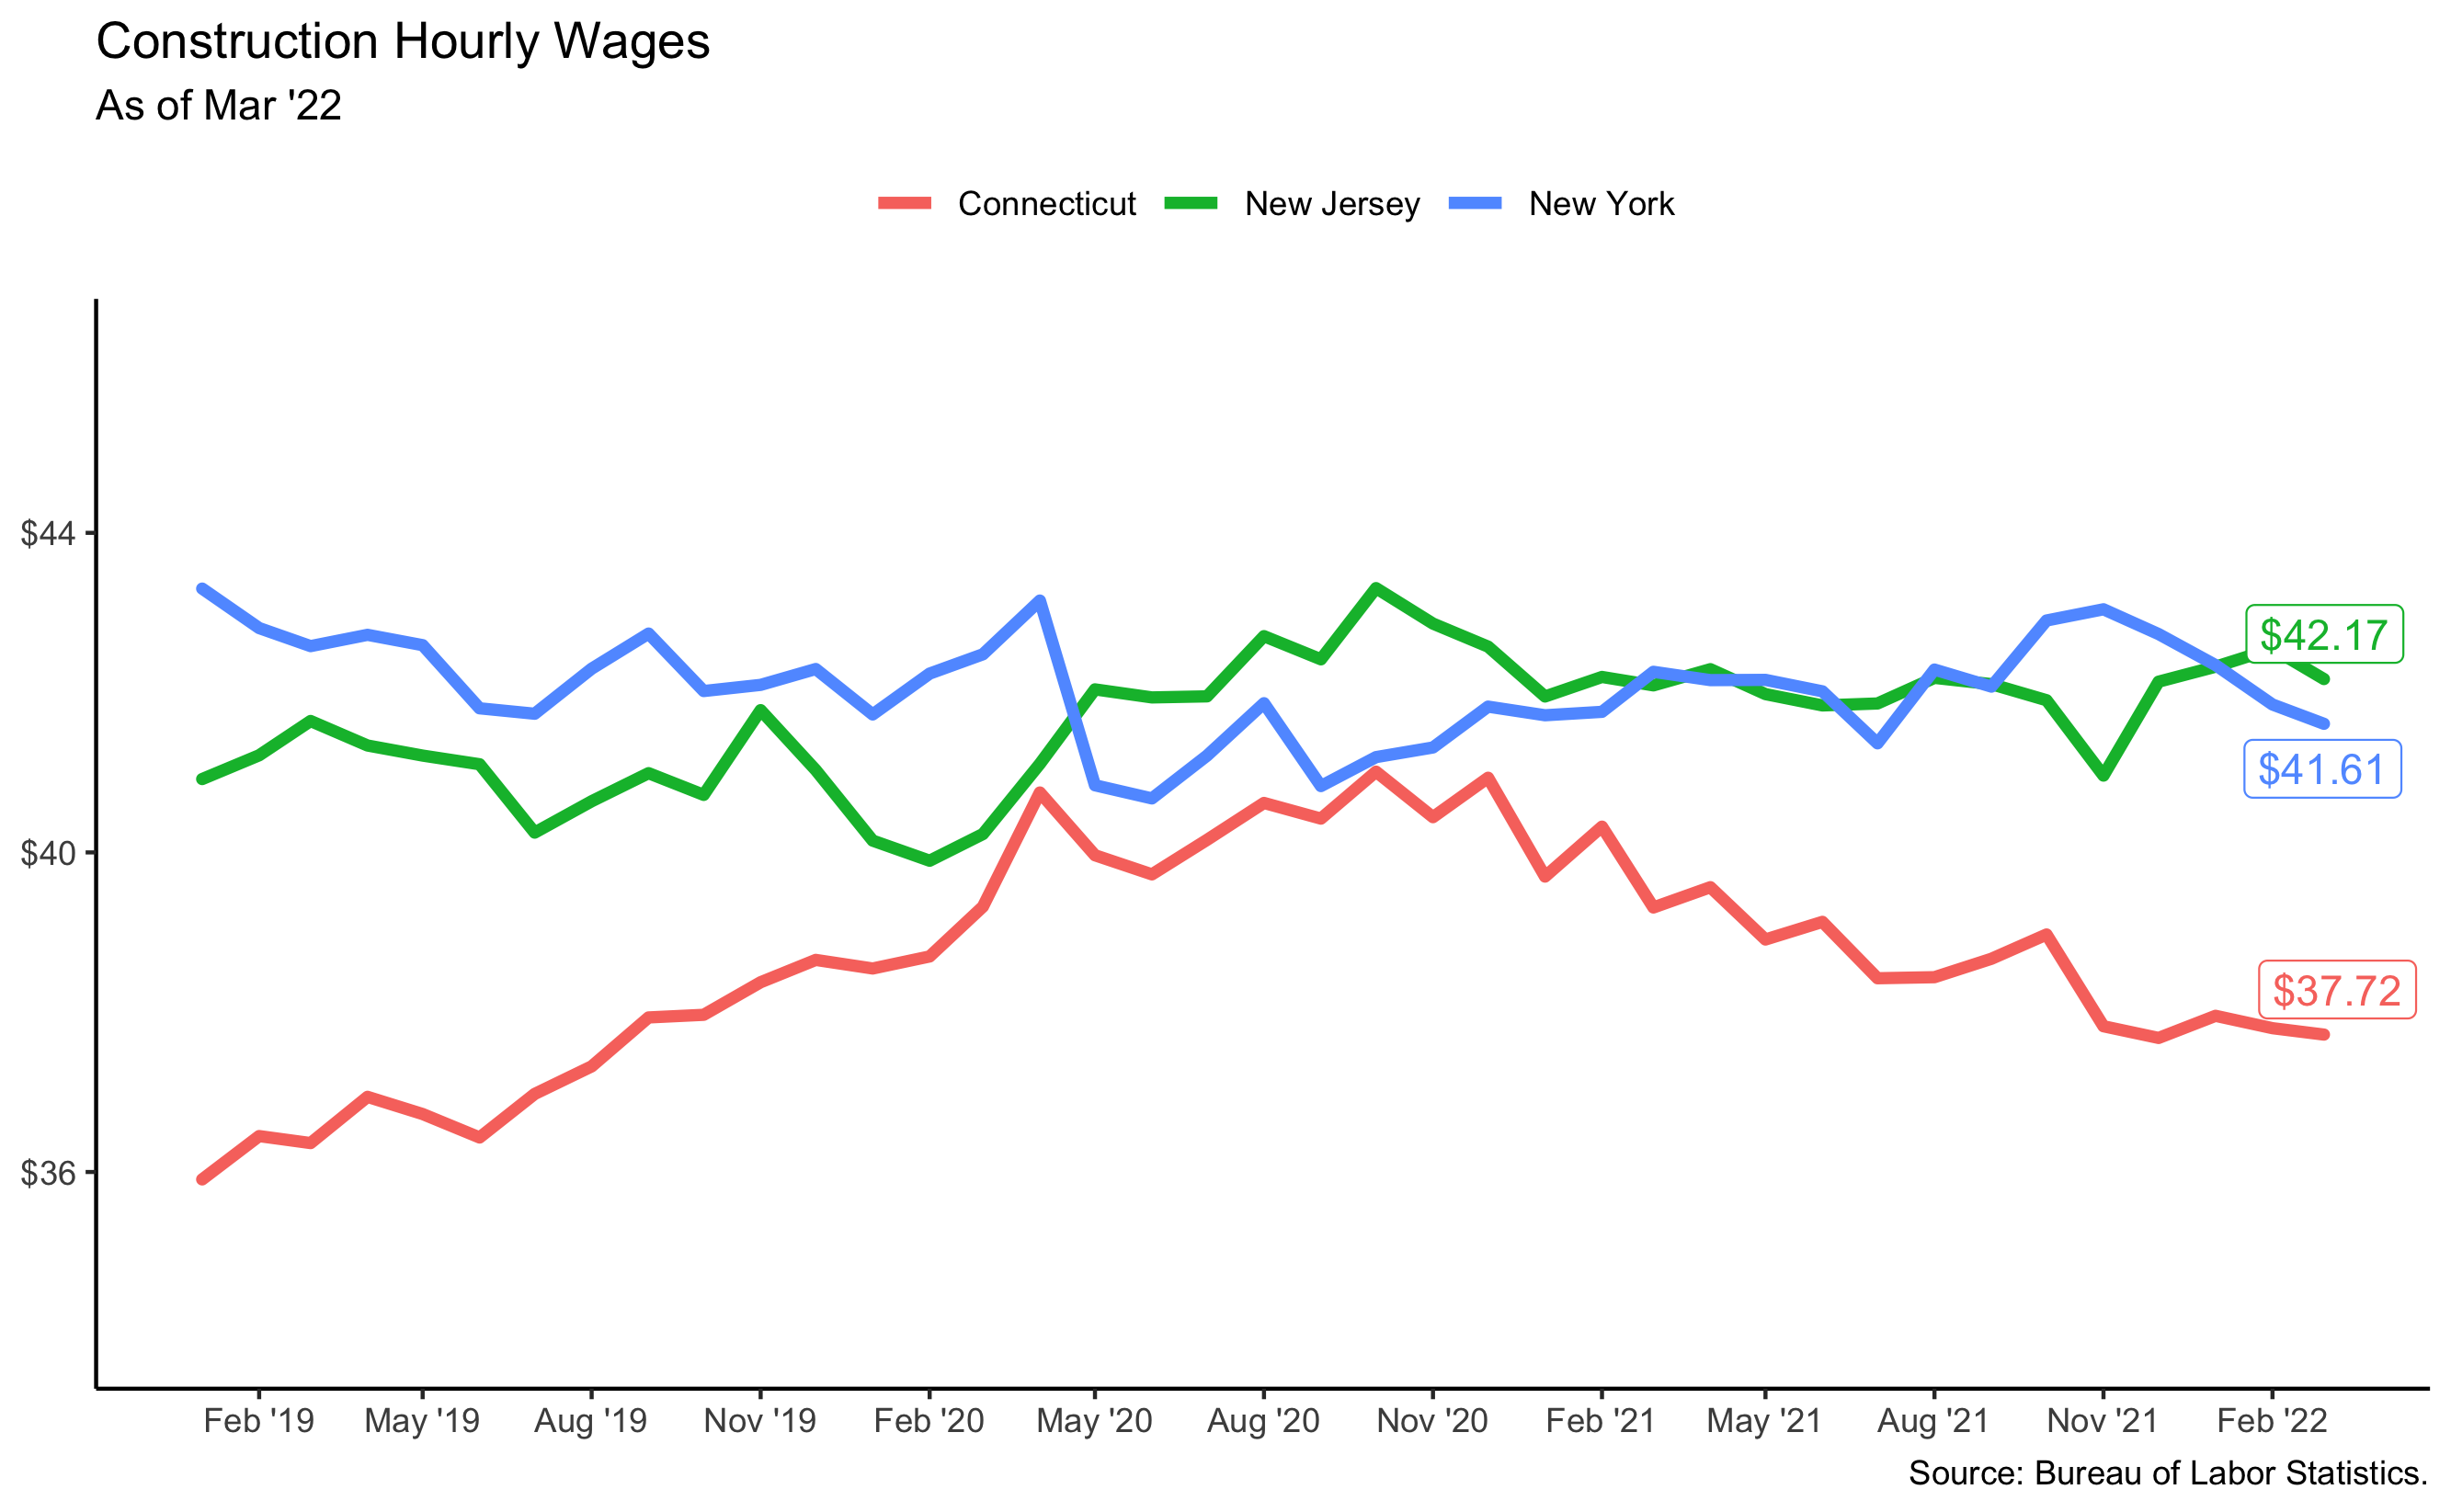 Construction Hourly Wages
As of Mar '22
Connecticut New Jersey New York
$44
$42.17
$41.61
$40
$37.72
$36
Feb '19 May '19 Aug '19 Nov '19 Feb '20 May '20 Aug '20 Nov '20 Feb '21 May '21 Aug '21 Nov '21 Feb '22
Source: Bureau of Labor Statistics.